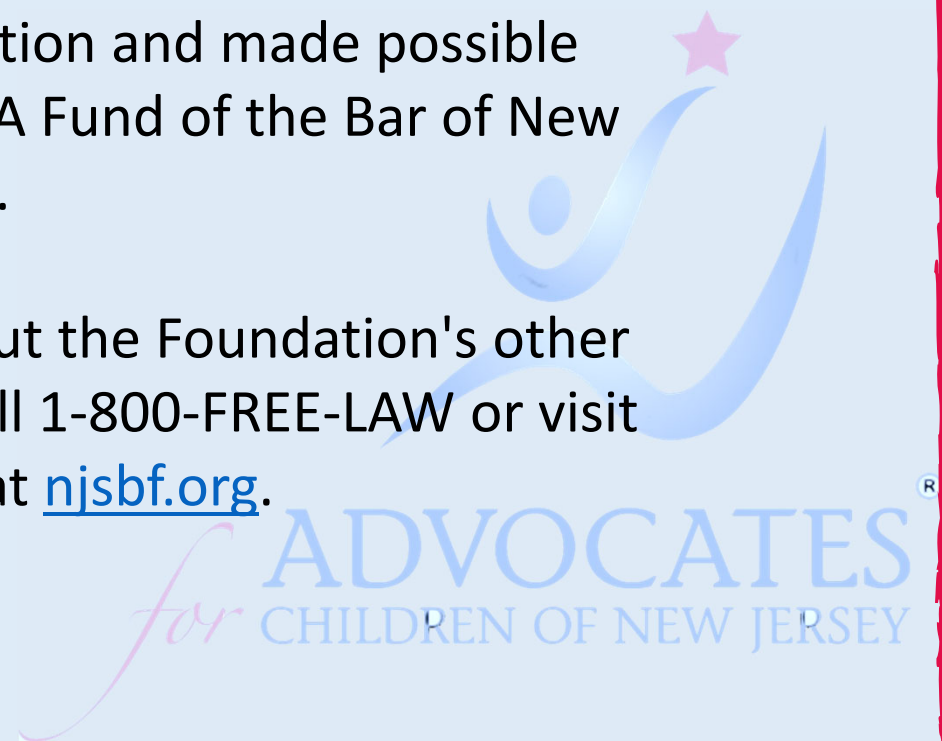 tion and made possible
A Fund of the Bar of New
.
ut the Foundation's other
ll 1-800-FREE-LAW or visit
at njsbf.org.
®
ADVOCATES
for CHILDREN OF NEW JERSEY